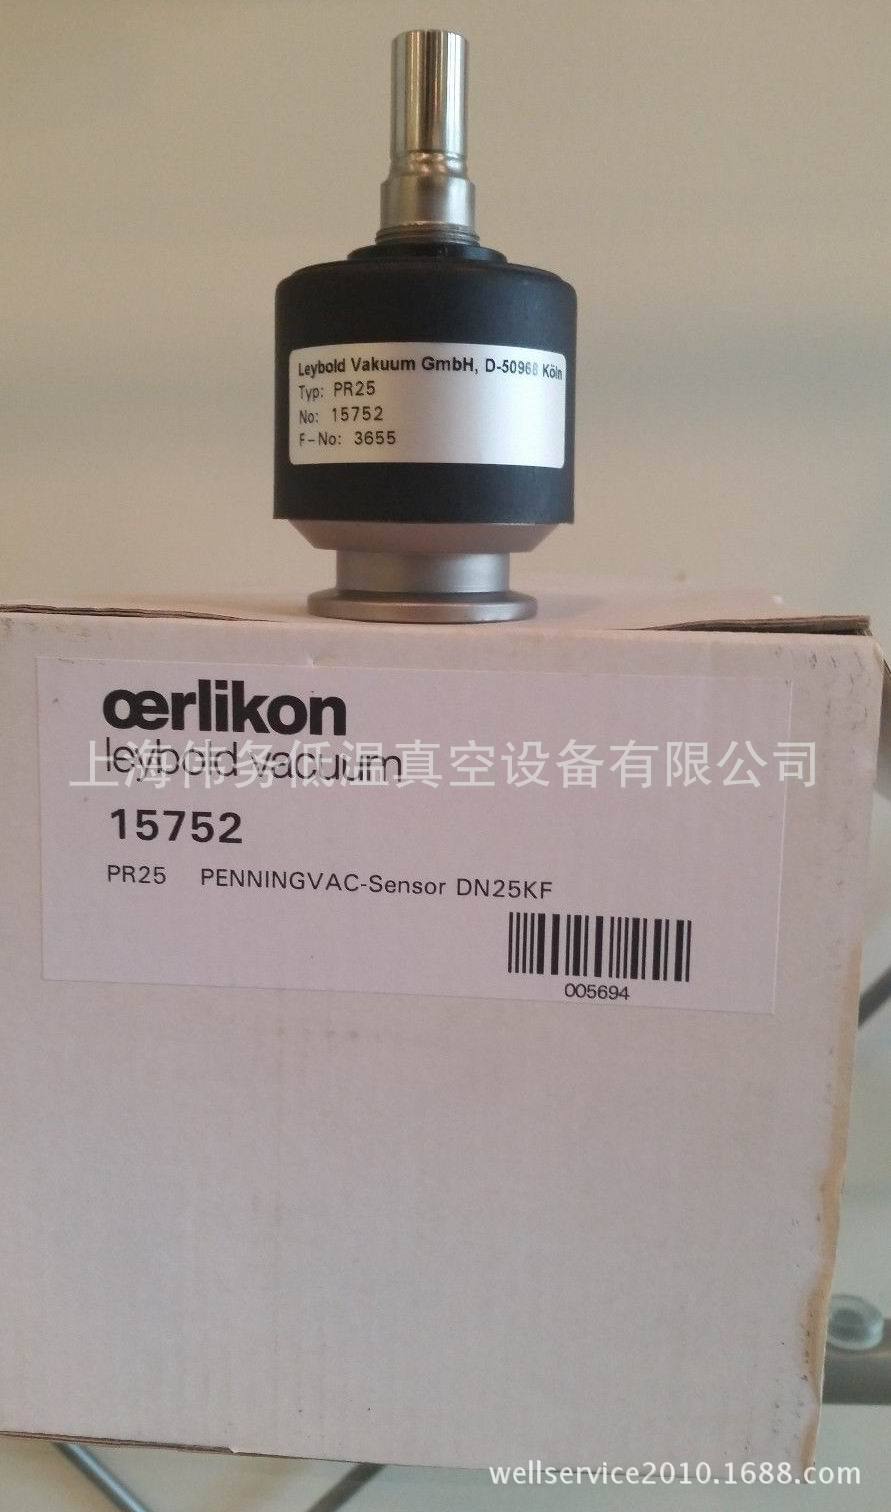 Leybold Vakuum GmbH, D-50968 Köln
Typ: PR25
No: 15752
F-No: 3655
œrlikon
leybold vacuum
上海伟务低温真空设备有限公司
15752
PR25 PENNINGVAC-Sensor DN25KF
005694
wellservice2010.1688.com